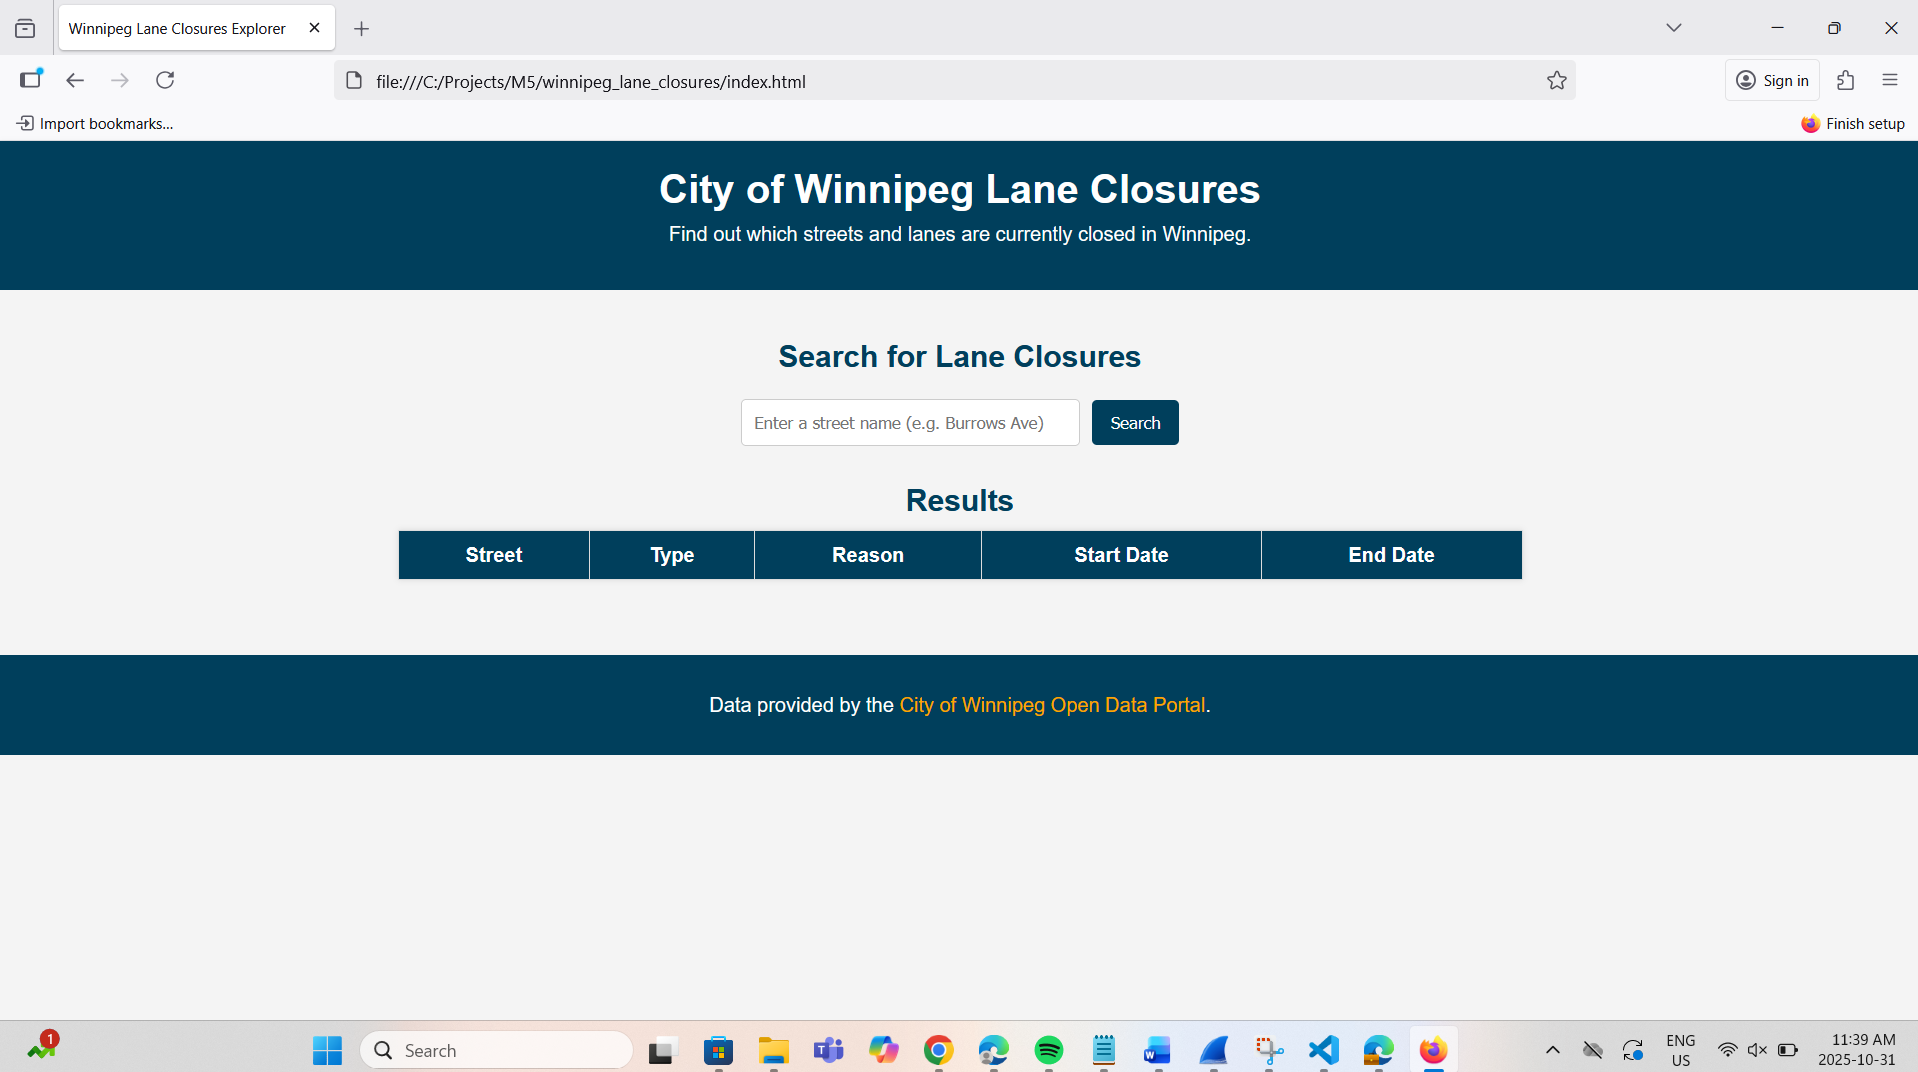 Winnipeg Lane Closures Explorer
file:///C:/Projects/M5/winnipeg_lane_closures/index.html
Sign in
Import bookmarks...
Finish setup
City of Winnipeg Lane Closures
Find out which streets and lanes are currently closed in Winnipeg.
Search for Lane Closures
Enter a street name (e.g. Burrows Ave)
Search
Results
Street Type Reason Start Date End Date
Data provided by the City of Winnipeg Open Data Portal.
1
Search
ENG
US
11:39 AM
2025-10-31